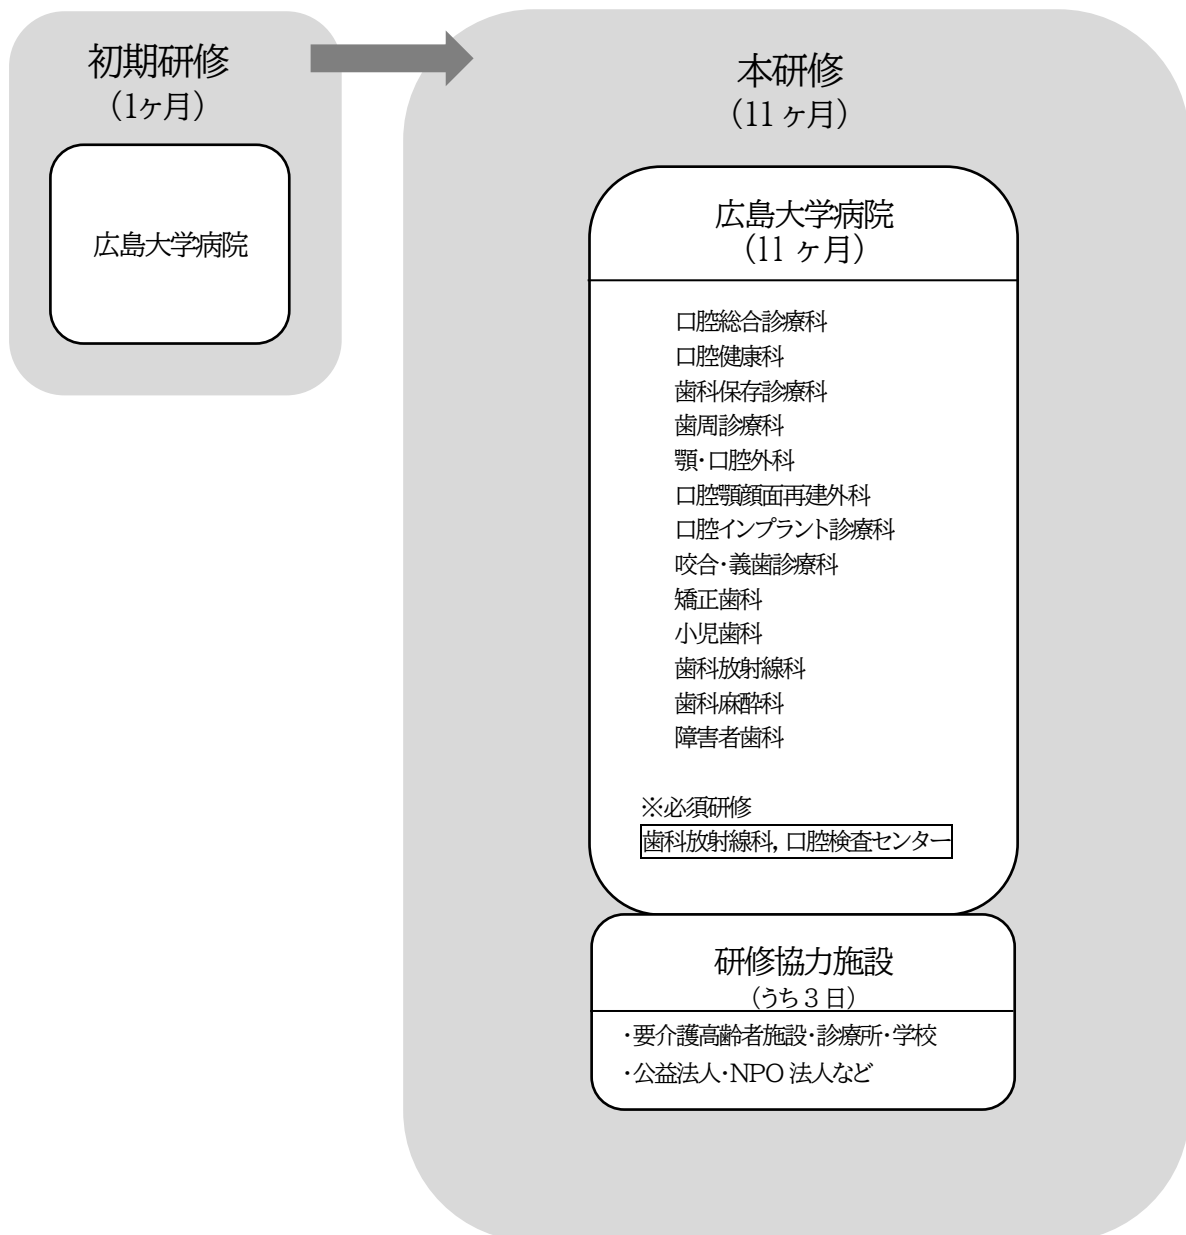 初期研修
（1ヶ月）
広島大学病院
本研修
（11 ヶ月）
広島大学病院
（11 ヶ月）
口腔総合診療科
口腔健康科
歯科保存診療科
歯周診療科
顎・口腔外科
口腔顎顔面再建外科
口腔インプラント診療科
咬合・義歯診療科
矯正歯科
小児歯科
歯科放射線科
歯科麻酔科
障害者歯科
※必須研修
歯科放射線科，口腔検査センター
研修協力施設
（うち 3 日）
・要介護高齢者施設・診療所・学校
・公益法人・NPO 法人など